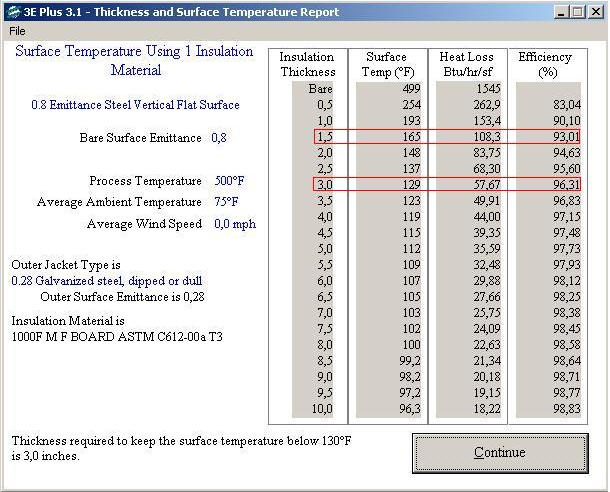 3E Plus 3.1 - Thickness and Surface Temperature Report
File
Surface Temperature Using 1 Insulation
Material
0.8 Emittance Steel Vertical Flat Surface
Bare Surface Emittance 0,8
Process Temperature 500°F
Average Ambient Temperature 75°F
Average Wind Speed 0,0 mph
Outer Jacket Type is
0.28 Galvanized steel, dipped or dull
Outer Surface Emittance is 0,28
Insulation Material is
1000F M F BOARD ASTM C612-00a T3
Insulation Surface Heat Loss Efficiency
Thickness Temp (°F) Btu/hr/sf (%)
Bare 499 1545
0,5 254 262,9 83,04
1,0 193 153,4 90,10
1,5 165 108,3 93,01
2,0 148 83,75 94,63
2,5 137 68,30 95,60
3,0 129 57,67 96,31
3,5 123 49,91 96,83
4,0 119 44,00 97,15
4,5 115 39,35 97,48
5,0 112 35,59 97,73
5,5 109 32,48 97,93
6,0 107 29,88 98,12
6,5 105 27,66 98,25
7,0 103 25,75 98,38
7,5 102 24,09 98,45
8,0 100 22,63 98,58
8,5 99,2 21,34 98,64
9,0 98,2 20,18 98,71
9,5 97,2 19,15 98,77
10,0 96,3 18,22 98,83
Thickness required to keep the surface temperature below 130°F
is 3,0 inches.
Continue